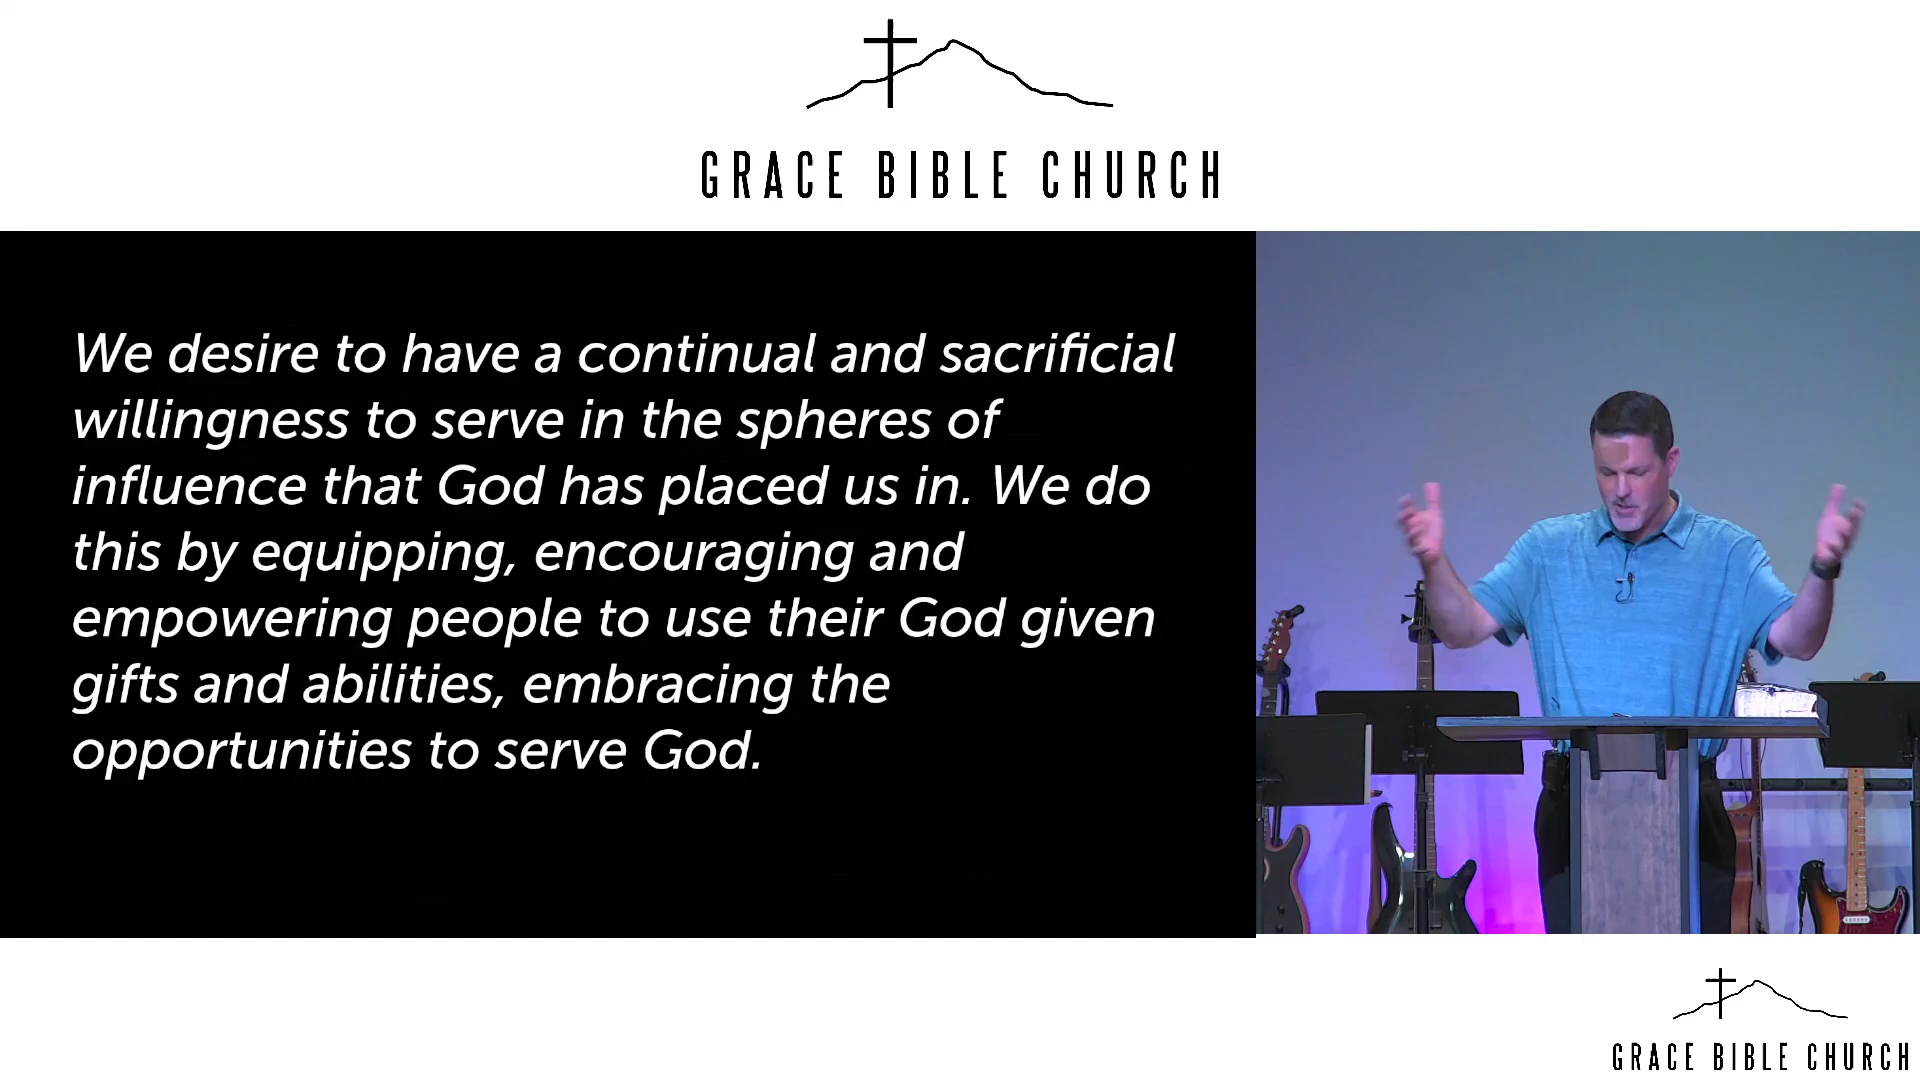 GRACE BIBLE CHURCH
We desire to have a continual and sacrificial
willingness to serve in the spheres of
influence that God has placed us in. We do
this by equipping, encouraging and
empowering people to use their God given
gifts and abilities, embracing the
opportunities to serve God.
GRACE BIBLE CHURCH